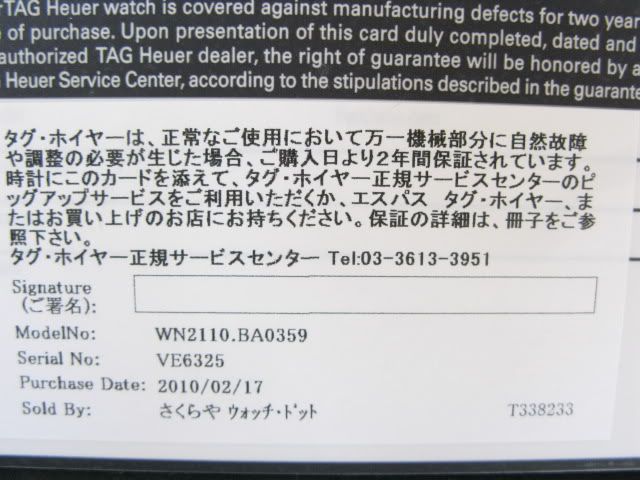 TAG Heuer watch is covered against manufacturing defects for two
of purchase. Upon presentation of this card duly completed, dated and
authorized TAG Heuer dealer, the right of guarantee will be honored by a
Heuer Service Center, according to the stipulations described in the
タグ・ホイヤーは、正常なご使用において万一機械部分に自然故障
や調整の必要が生じた場合、ご購入日より2年間保証されています。
時計にこのカードを添えて、タグ・ホイヤー正規サービスセンターのピ
ッグアップサービスをご利用いただくか、エスパス タグ・ホイヤー、ま
たはお買い上げのお店にお持ちください。保証の詳細は、冊子をご参
照下さい。
タグ・ホイヤー正規サービスセンター Tel:03-3613-3951
Signature
(ご署名):
ModelNo: WN2110.BA0359
Serial No: VE6325
Purchase Date: 2010/02/17
Sold By: さくらや ウォッチ・ドット T338233